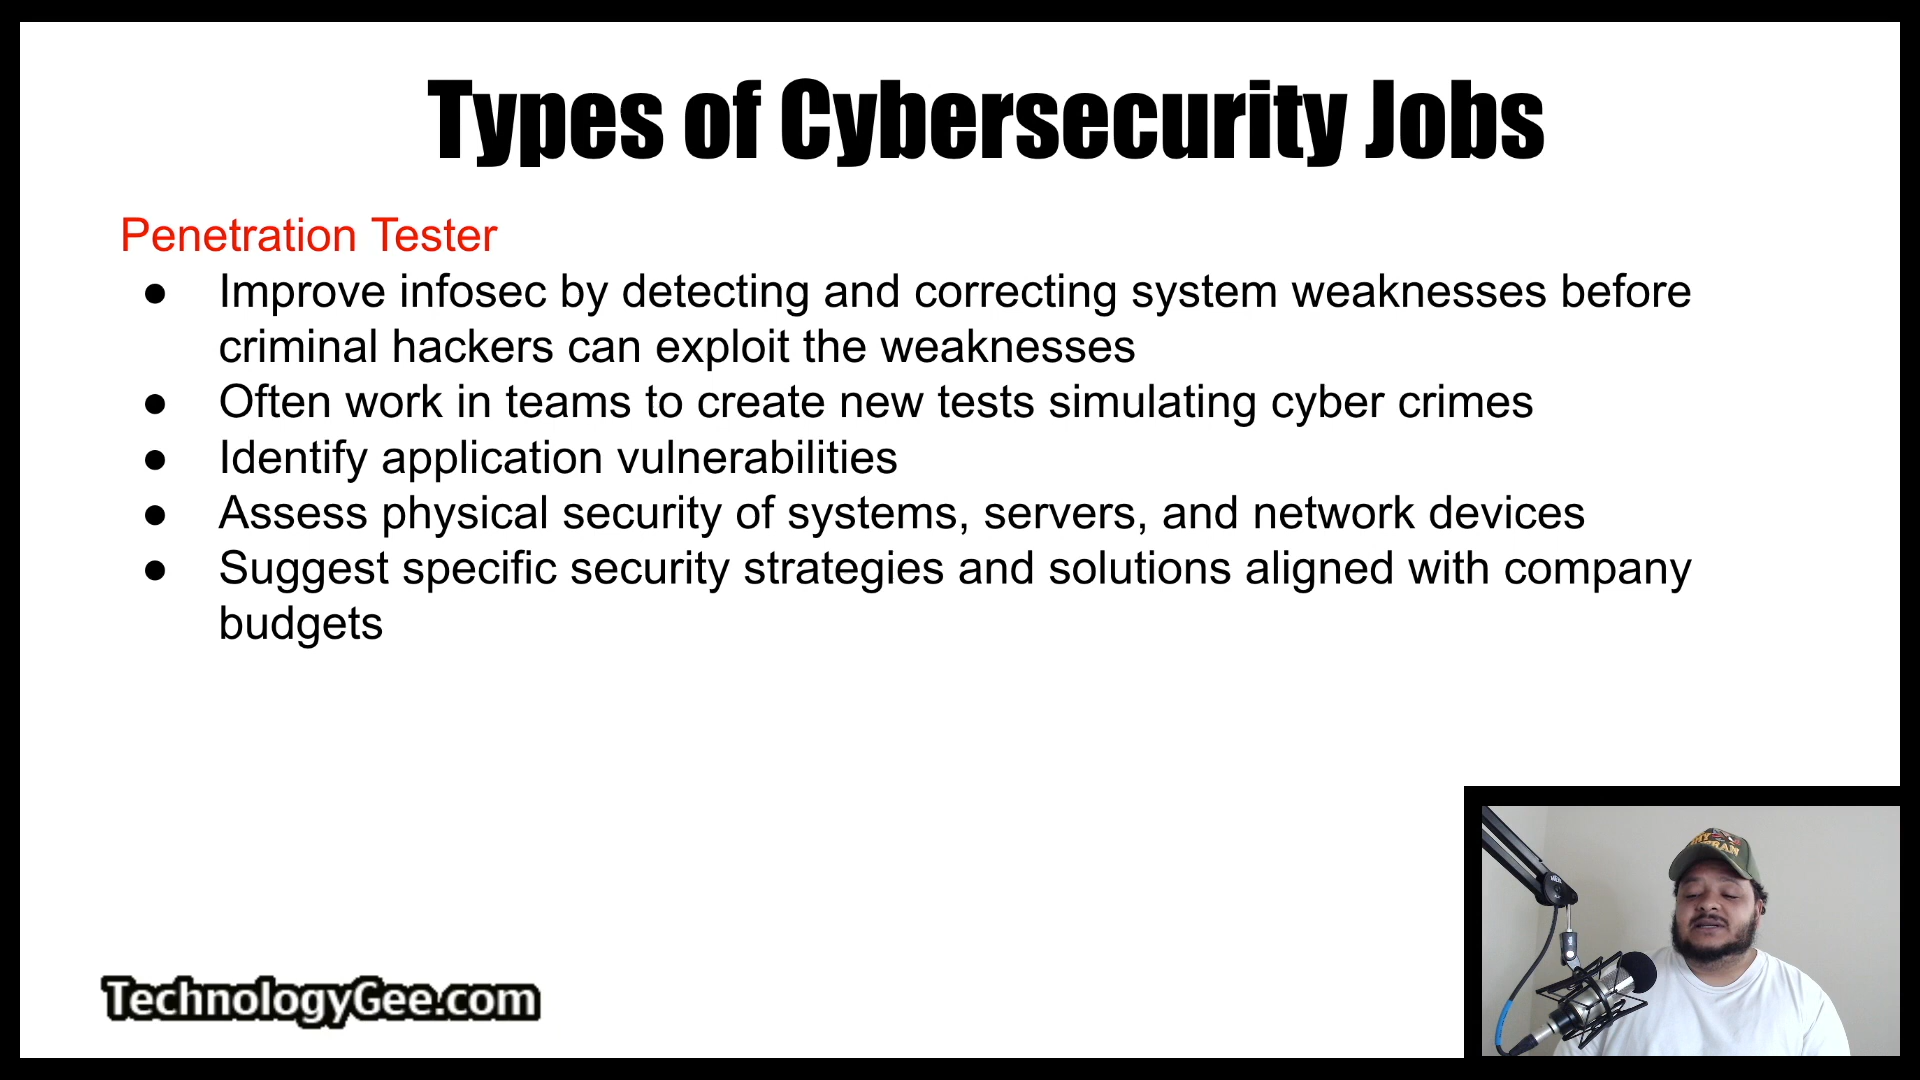 Types of Cybersecurity Jobs
Penetration Tester
● Improve infosec by detecting and correcting system weaknesses before
criminal hackers can exploit the weaknesses
● Often work in teams to create new tests simulating cyber crimes
● Identify application vulnerabilities
● Assess physical security of systems, servers, and network devices
● Suggest specific security strategies and solutions aligned with company
budgets
TechnologyGee.com